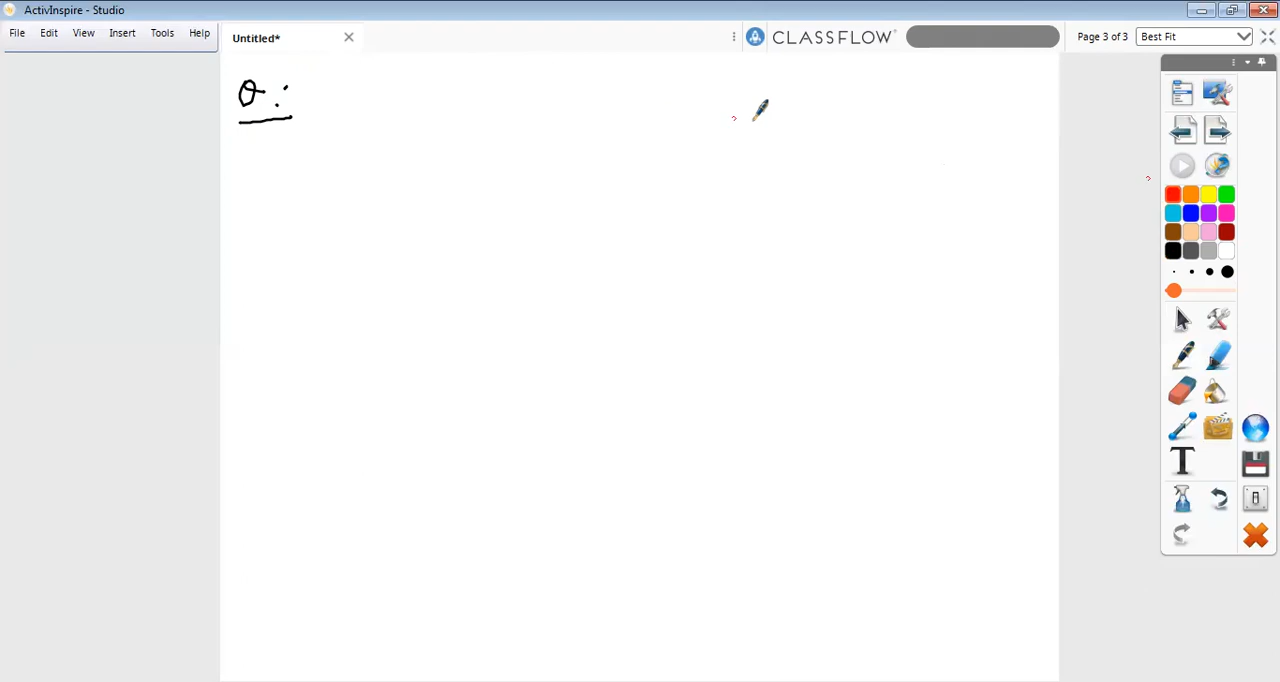 ActivInspire - Studio
File Edit View Insert Tools Help
Untitled*
CLASSFLOW
Page 3 of 3
Best Fit
Q :
T